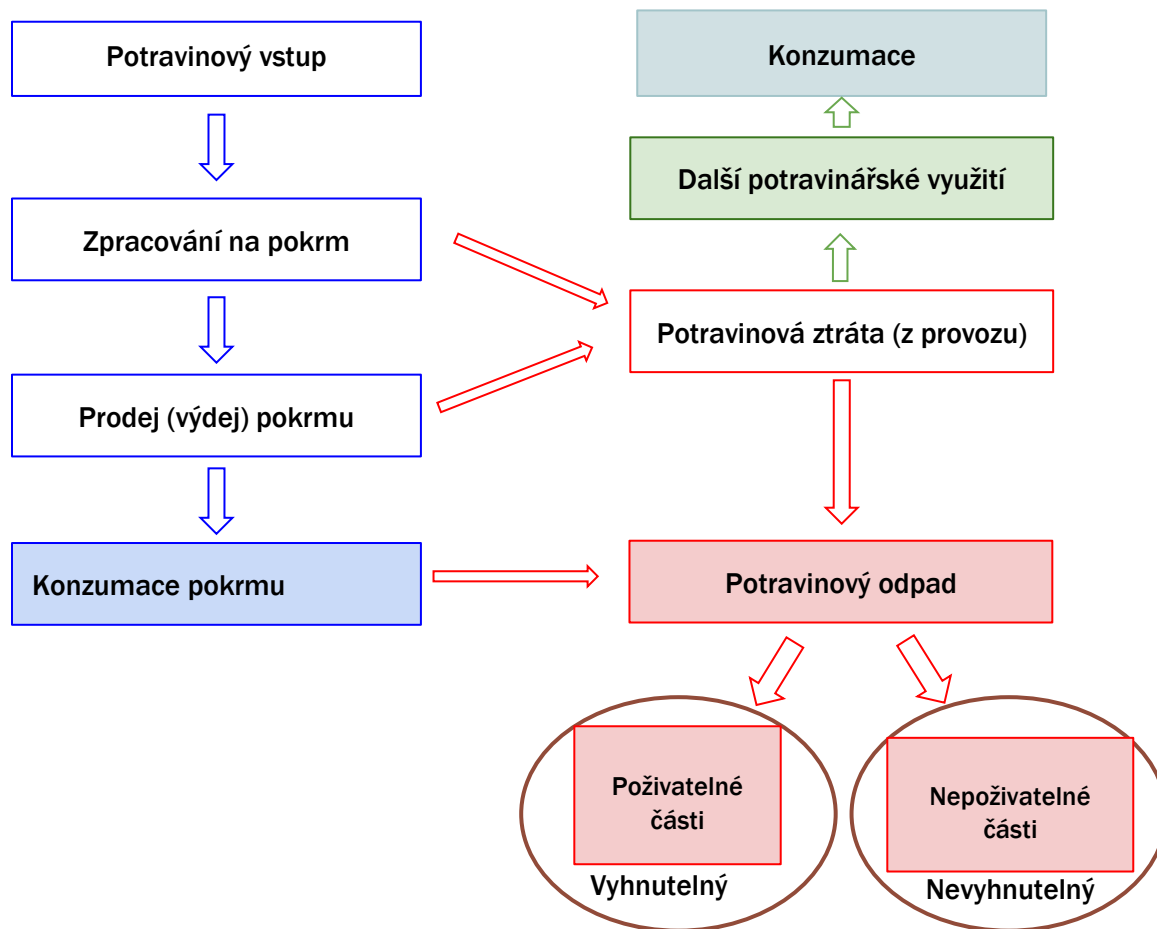 Potravinový vstup
Konzumace
Další potravinářské využití
Zpracování na pokrm
Potravinová ztráta (z provozu)
Prodej (výdej) pokrmu
Konzumace pokrmu
Potravinový odpad
Poživatelné
části
Vyhnutelný
Nepoživatelné
části
Nevyhnutelný